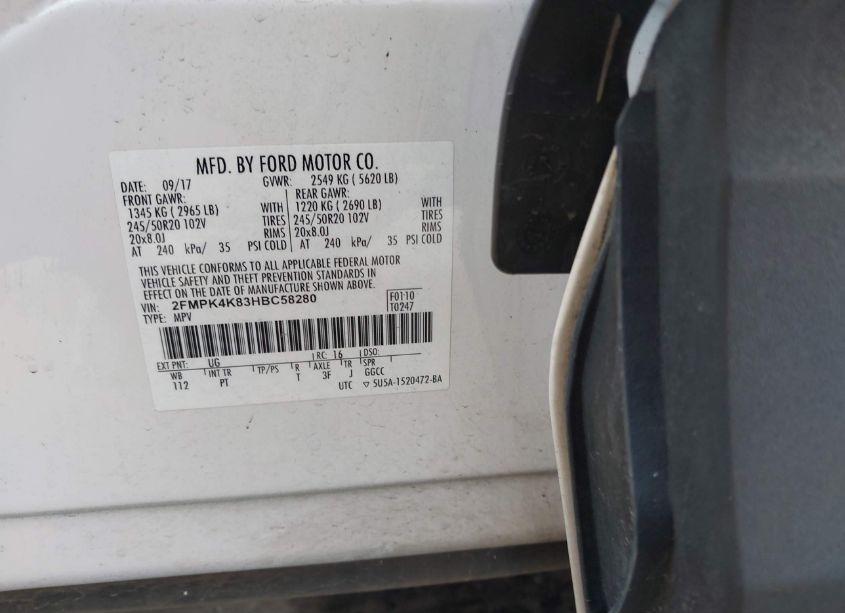 MFD. BY FORD MOTOR CO.
DATE: 09/17 GVWR: 2549 KG ( 5620 LB)
FRONT GAWR: REAR GAWR:
1345 KG ( 2965 LB) WITH 1220 KG ( 2690 LB) WITH
245/50R20 102V TIRES 245/50R20 102V TIRES
20x8.0J RIMS 20x8.0J RIMS
AT 240 kPa/ 35 PSI COLD AT 240 kPa/ 35 PSI COLD
THIS VEHICLE CONFORMS TO ALL APPLICABLE FEDERAL MOTOR
VEHICLE SAFETY AND THEFT PREVENTION STANDARDS IN
EFFECT ON THE DATE OF MANUFACTURE SHOWN ABOVE.
VIN: 2FMPK4K83HBC58280 F0110
TYPE: MPV T0247
EXT PNT: UG RC: 16 DSO:
WB INT TR TP/PS R AXLE TR SPR
112 PT T 3F J GGCC
UTC ▽ 5U5A-1520472-BA